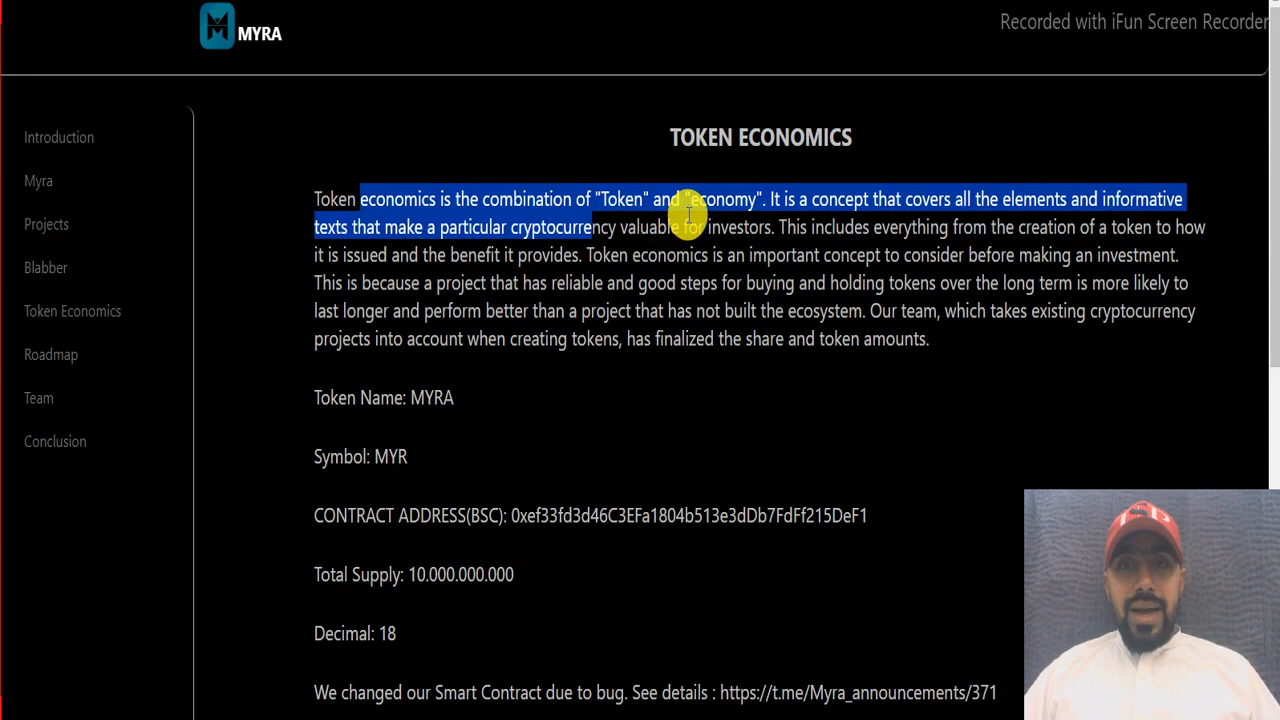 MYRA
Recorded with iFun Screen Recorder
Introduction
Myra
Projects
Blabber
Token Economics
Roadmap
Team
Conclusion
TOKEN ECONOMICS
Token economics is the combination of "Token" and "economy". It is a concept that covers all the elements and informative
texts that make a particular cryptocurrency valuable for investors. This includes everything from the creation of a token to how
it is issued and the benefit it provides. Token economics is an important concept to consider before making an investment.
This is because a project that has reliable and good steps for buying and holding tokens over the long term is more likely to
last longer and perform better than a project that has not built the ecosystem. Our team, which takes existing cryptocurrency
projects into account when creating tokens, has finalized the share and token amounts.
Token Name: MYRA
Symbol: MYR
CONTRACT ADDRESS(BSC): 0xef33fd3d46C3EFa1804b513e3dDb7FdFf215DeF1
Total Supply: 10.000.000.000
Decimal: 18
We changed our Smart Contract due to bug. See details : https://t.me/Myra_announcements/371